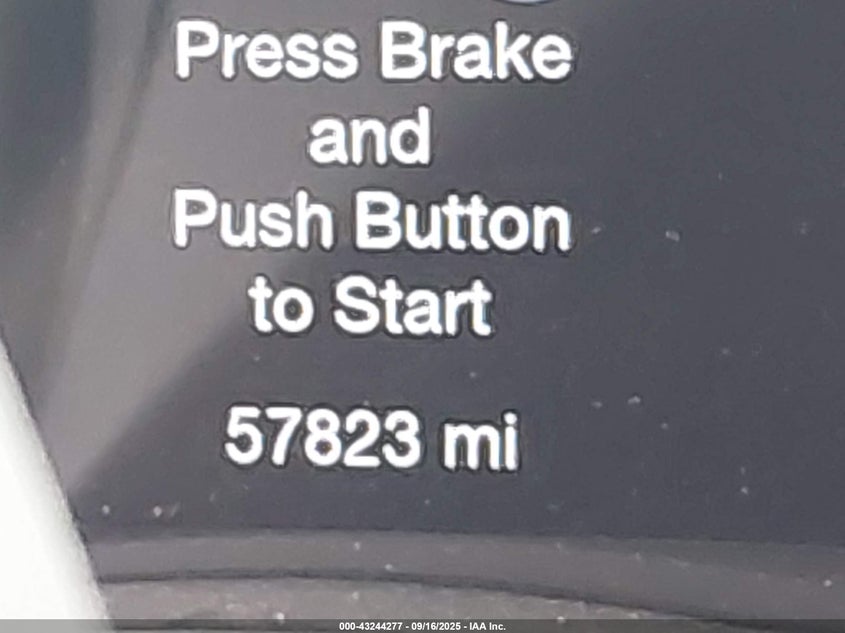 Press Brake
and
Push Button
to Start
57823 mi
000-43244277 - 09/16/2025 - IAA Inc.